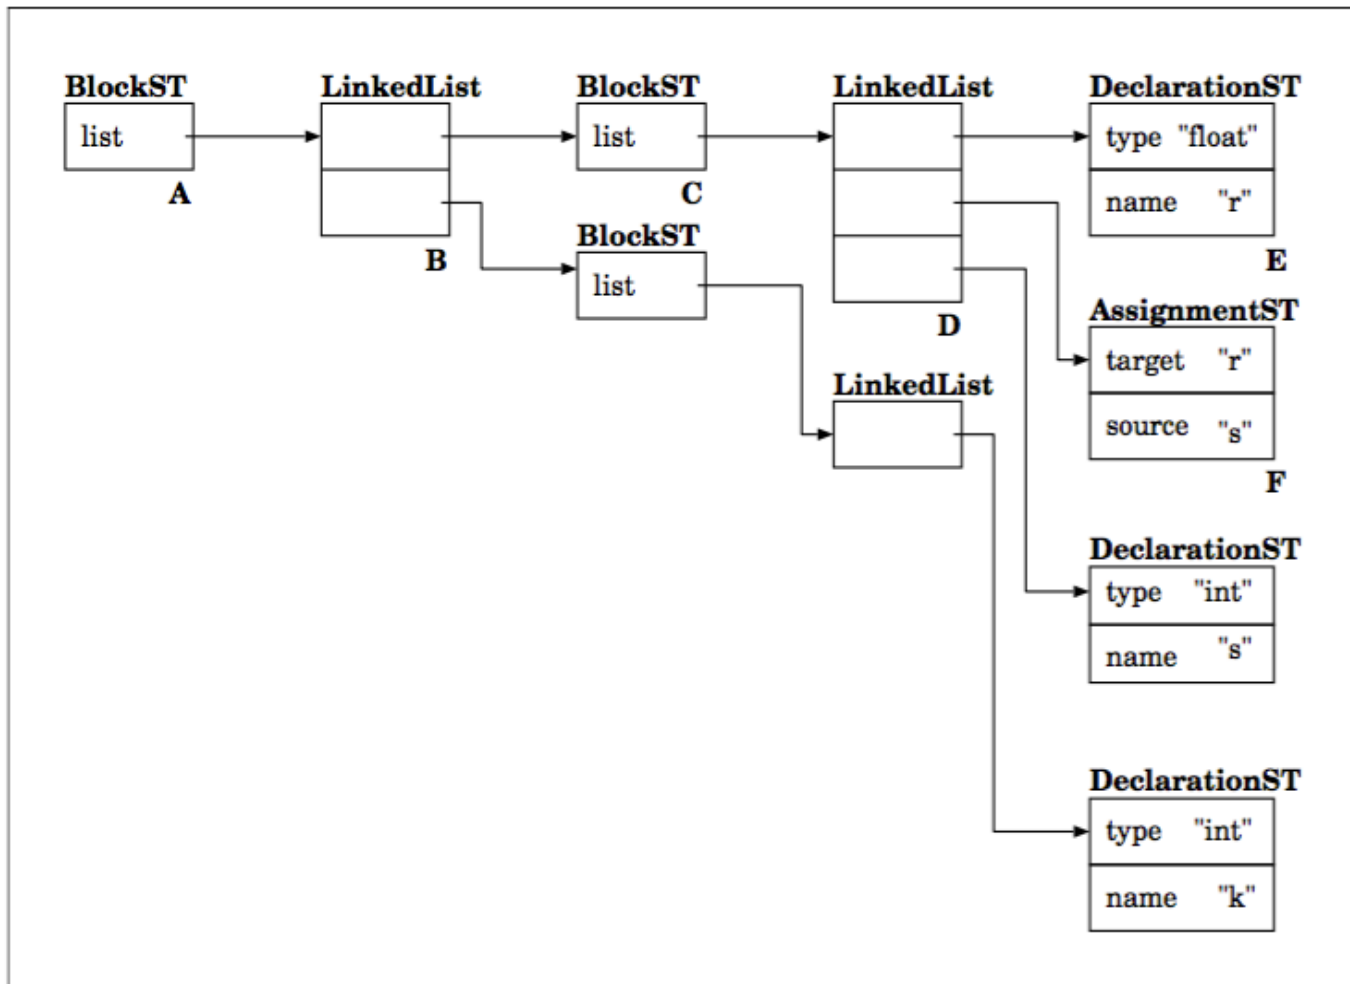 BlockST LinkedList BlockST LinkedList DeclarationST
list list type "float"
A C name "r"
BlockST
B E
list
D AssignmentST
target "r"
LinkedList
source "s"
F
DeclarationST
type "int"
name "s"
DeclarationST
type "int"
name "k"